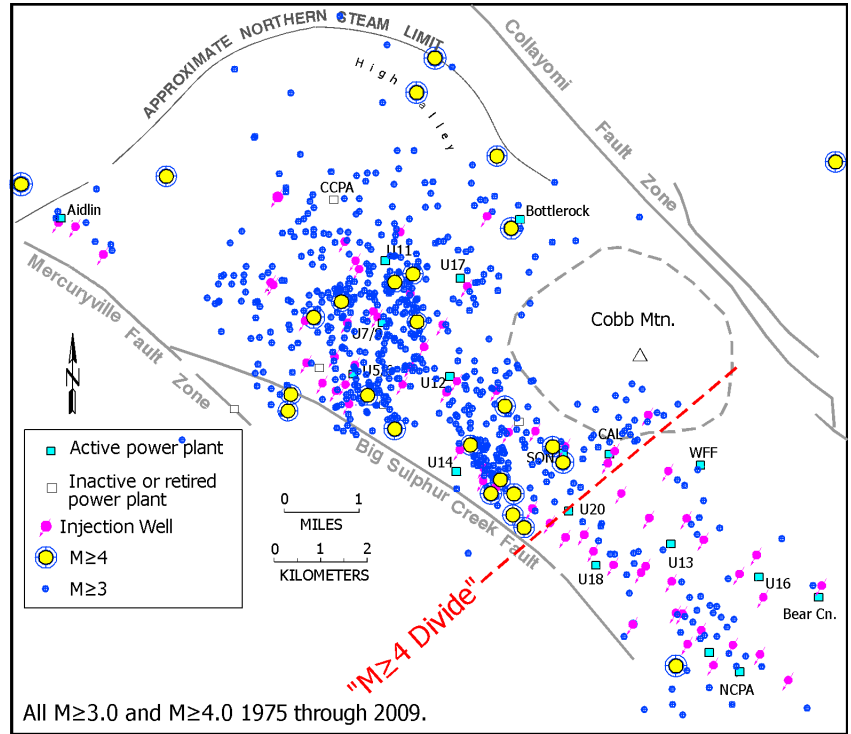 APPROXIMATE NORTHERN STEAM LIMIT
High Valley
Collayomi Fault Zone
Aidlin
CCPA
Bottlerock
U11
U17
Mercuryville Fault Zone
Cobb Mtn.
U7/8
U5/6
U12
N
Big Sulphur Creek Fault
U14
SON
CAL
WFF
U20
U18
U13
U16
Bear Cn.
NCPA
"M≥4 Divide"
Active power plant
Inactive or retired
power plant
Injection Well
M≥4
M≥3
0 1
MILES
0 1 2
KILOMETERS
All M≥3.0 and M≥4.0 1975 through 2009.